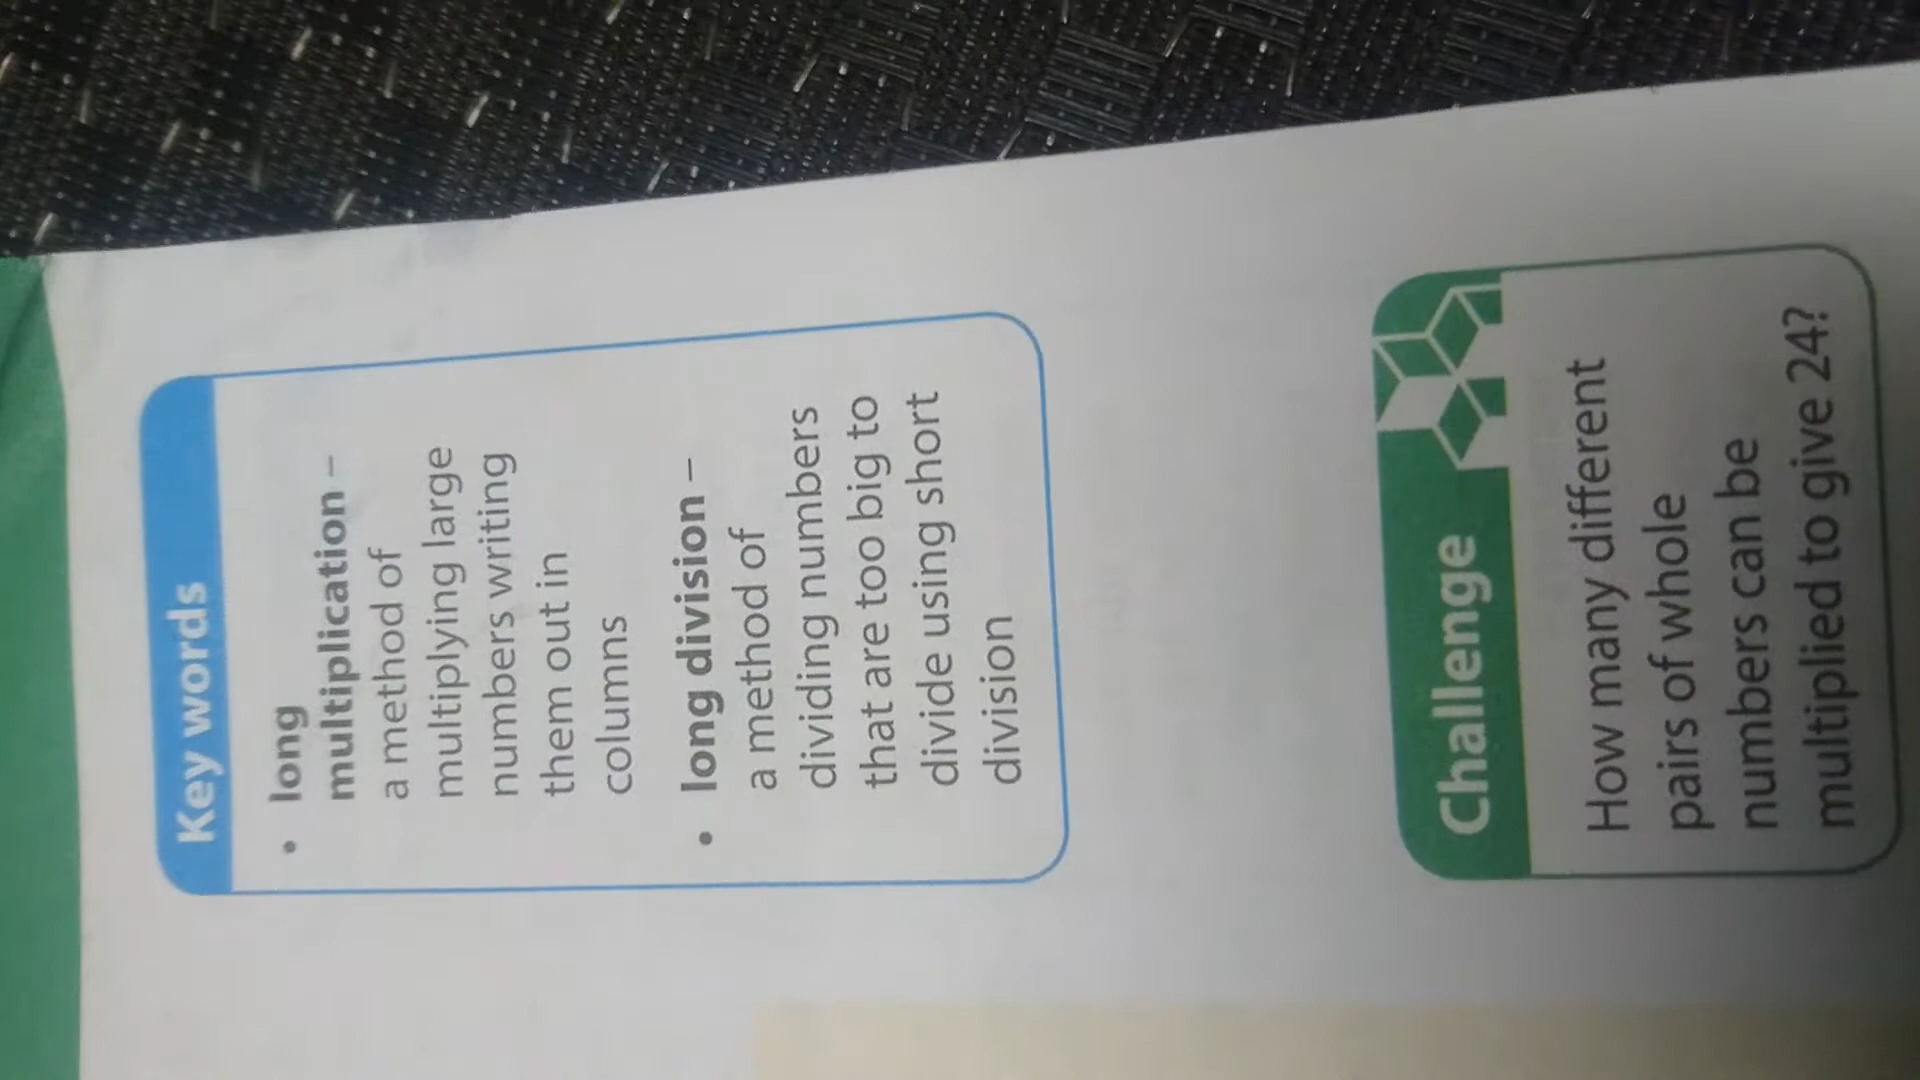 Key words
• long
multiplication –
a method of
multiplying large
numbers writing
them out in
columns
• long division –
a method of
dividing numbers
that are too big to
divide using short
division
Challenge
How many different
pairs of whole
numbers can be
multiplied to give 24?